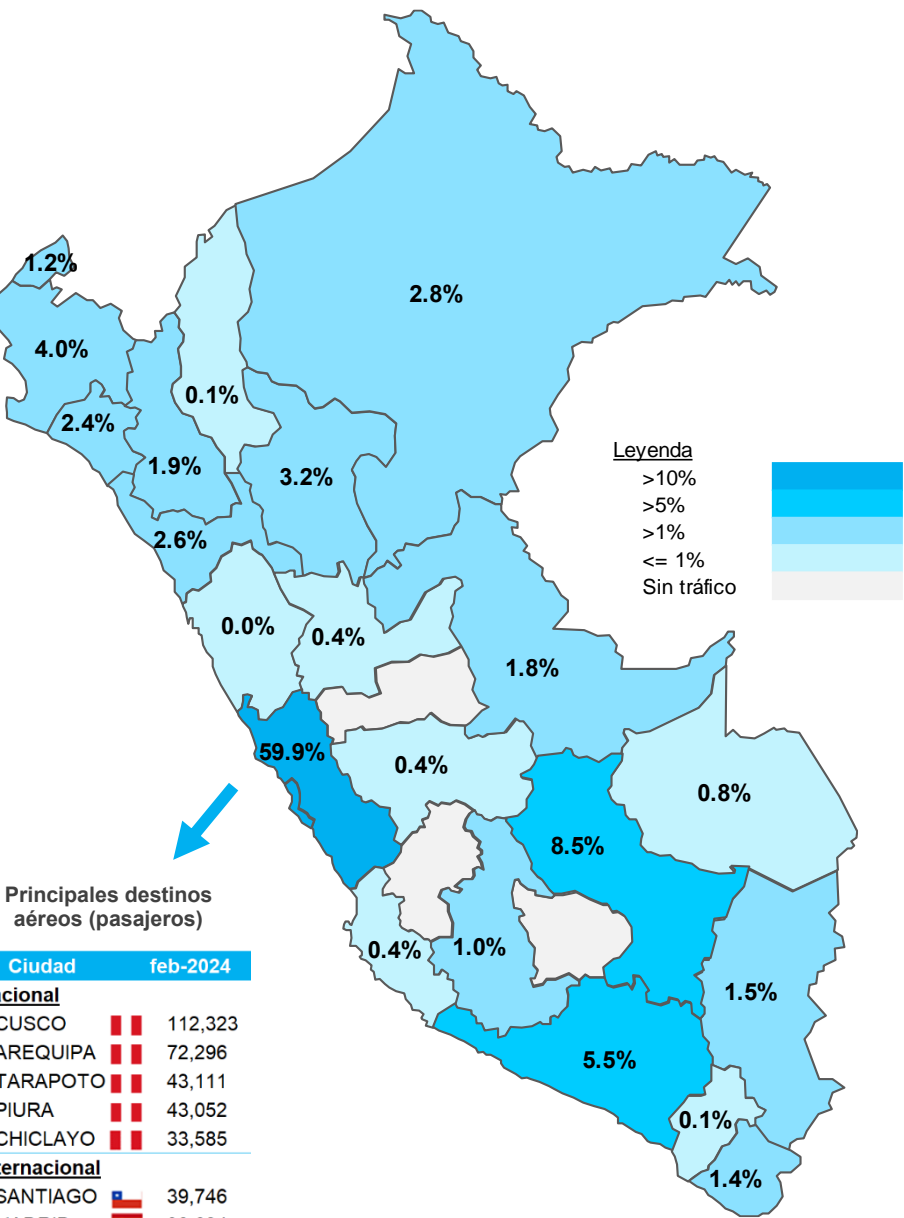 1.2%
2.8%
4.0%
0.1%
2.4%
1.9%
3.2%
2.6%
Leyenda
>10%
>5%
>1%
<= 1%
Sin tráfico
0.0%
0.4%
1.8%
59.9%
0.4%
0.8%
8.5%
Principales destinos
aéreos (pasajeros)
0.4%
1.0%
1.5%
5.5%
0.1%
1.4%
Ciudad feb-2024
acional
CUSCO 112,323
AREQUIPA 72,296
TARAPOTO 43,111
PIURA 43,052
CHICLAYO 33,585
ternacional
SANTIAGO 39,746